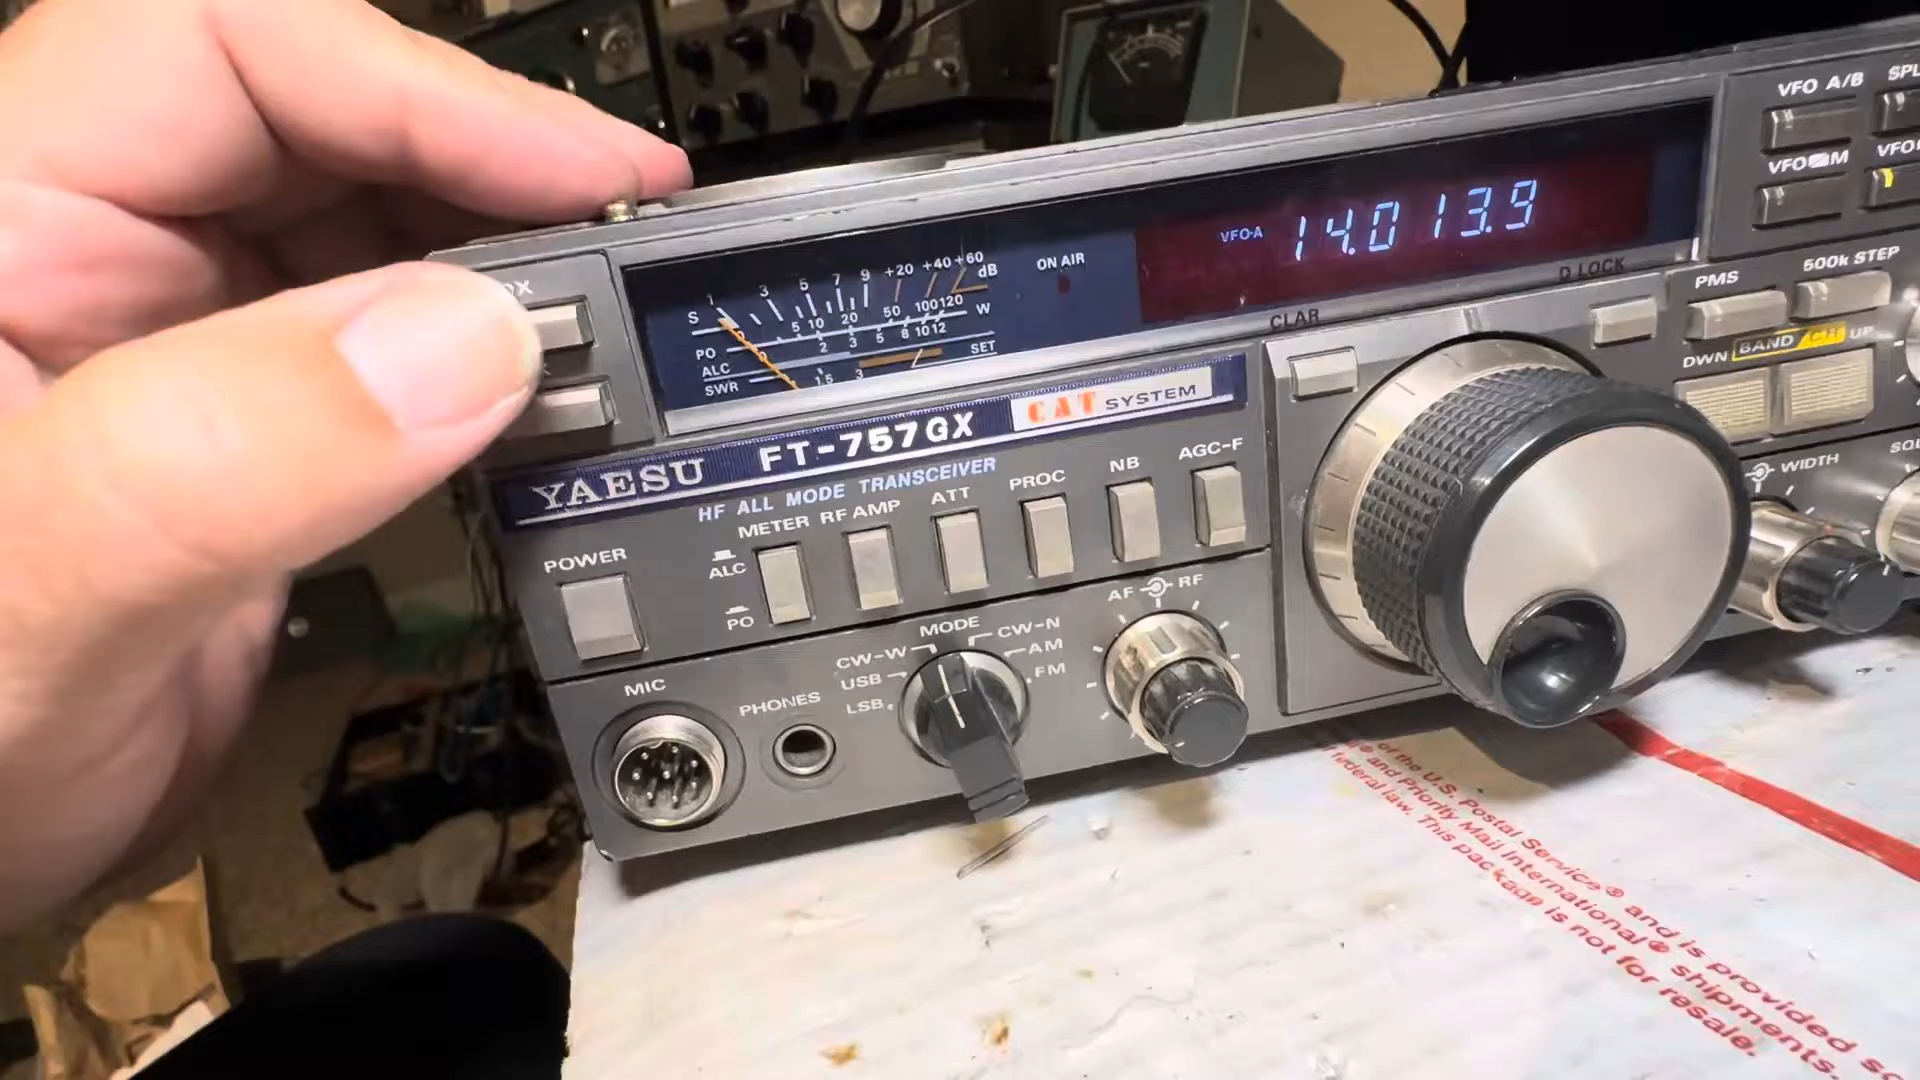 VFO A/B
VFO▶M
VFO-A 14.013.9
D LOCK
1 3 5 7 9 +20 +40 +60 dB
S
5 10 20 50 100 120 W
PO 0 2 3 5 8 10 12
ALC SET
SWR 1.5 3
ON AIR
CLAR
PMS
500k STEP
DWN BAND/CH UP
WIDTH
YAESU FT-757GX CAT SYSTEM
HF ALL MODE TRANSCEIVER
POWER
METER RF AMP ATT PROC NB AGC-F
ALC
PO
MODE
CW-W CW-N
USB AM
LSB FM
AF RF
MIC
PHONES
of the U.S. Postal Service® and is provided
and Priority Mail International® shipments.
federal law. This package is not for resale.